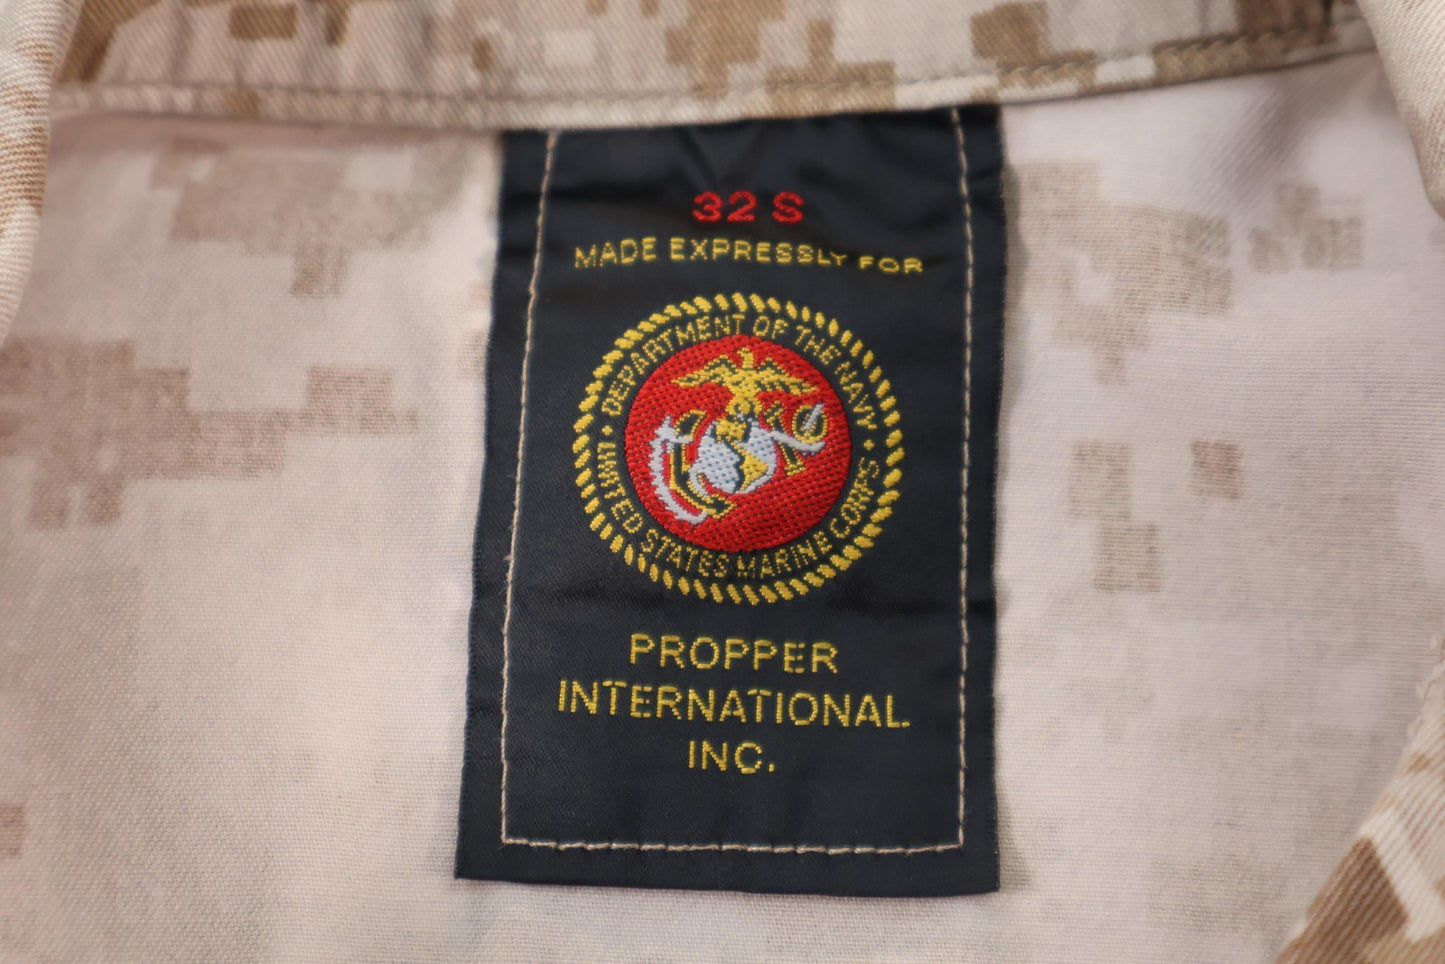 32 S
MADE EXPRESSLY FOR
DEPARTMENT OF THE NAVY
UNITED STATES MARINE CORPS
PROPPER
INTERNATIONAL.
INC.